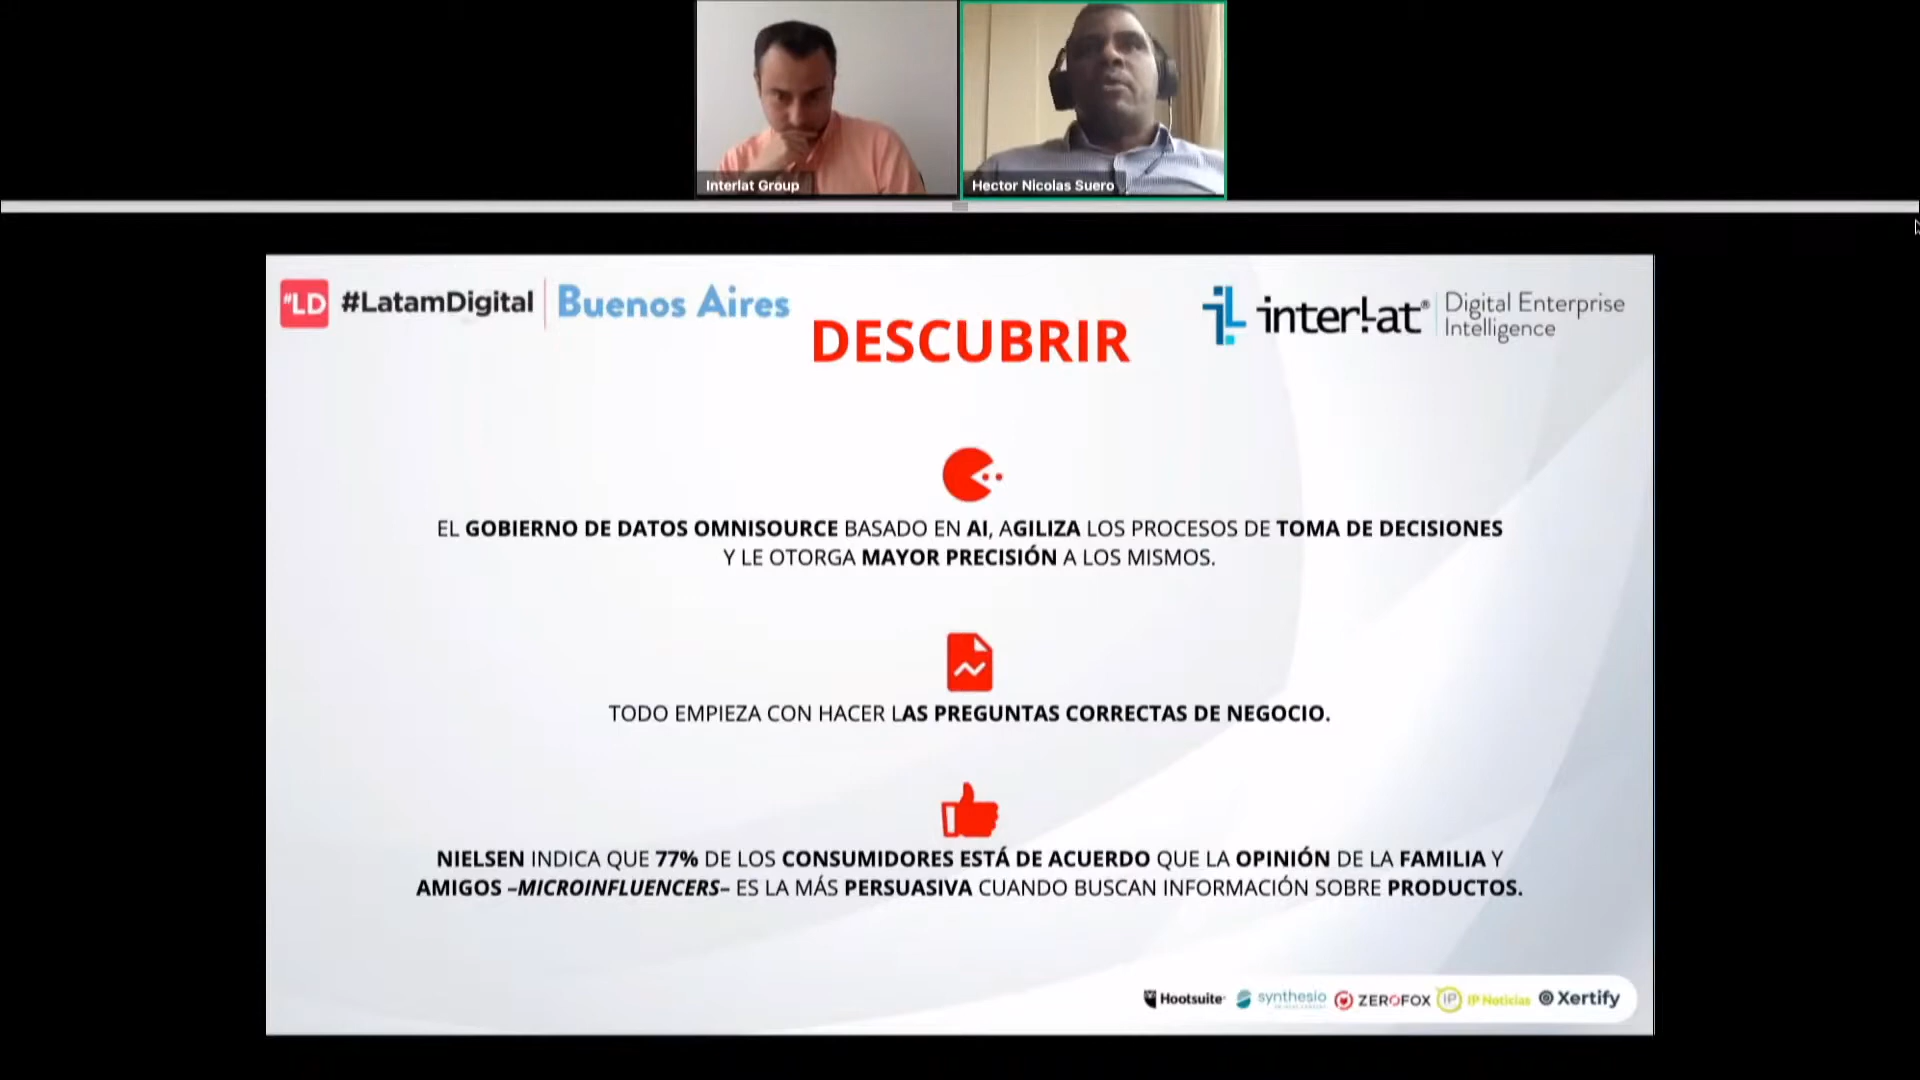 Interlat Group
Hector Nicolas Suero
#LD #LatamDigital Buenos Aires
interlat® Digital Enterprise
Intelligence
DESCUBRIR
EL GOBIERNO DE DATOS OMNISOURCE BASADO EN AI, AGILIZA LOS PROCESOS DE TOMA DE DECISIONES
Y LE OTORGA MAYOR PRECISIÓN A LOS MISMOS.
TODO EMPIEZA CON HACER LAS PREGUNTAS CORRECTAS DE NEGOCIO.
NIELSEN INDICA QUE 77% DE LOS CONSUMIDORES ESTÁ DE ACUERDO QUE LA OPINIÓN DE LA FAMILIA Y
AMIGOS –MICROINFLUENCERS– ES LA MÁS PERSUASIVA CUANDO BUSCAN INFORMACIÓN SOBRE PRODUCTOS.
Hootsuite synthesio ZEROFOX IP IP Noticias Xertify